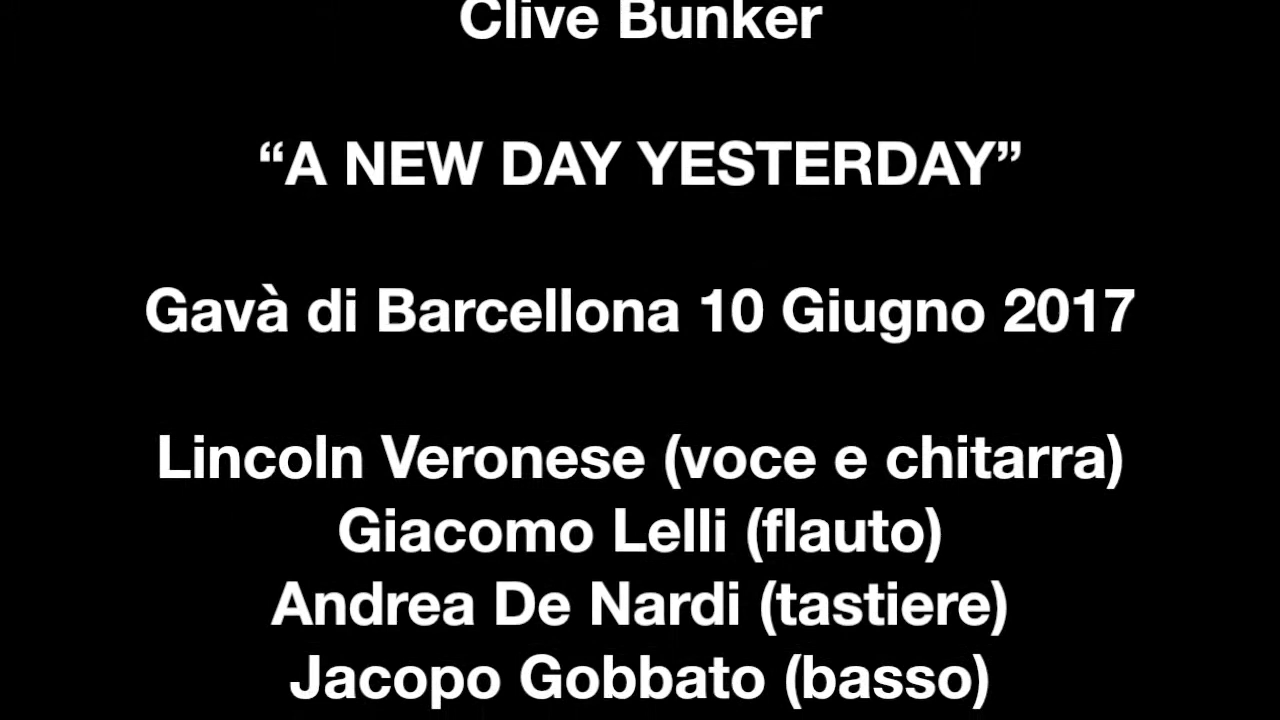 Clive Bunker
“A NEW DAY YESTERDAY”
Gavà di Barcellona 10 Giugno 2017
Lincoln Veronese (voce e chitarra)
Giacomo Lelli (flauto)
Andrea De Nardi (tastiere)
Jacopo Gobbato (basso)